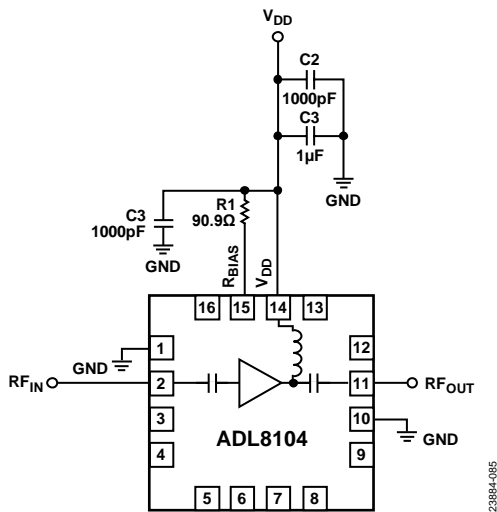 VDD
C2
1000pF
C3
1µF
GND
R1
90.9Ω
C3
1000pF
GND
RBIAS
VDD
16 15 14 13
GND
1
12
RFIN
2
11
RFOUT
3
10
GND
ADL8104
4
9
5 6 7 8
23884-085